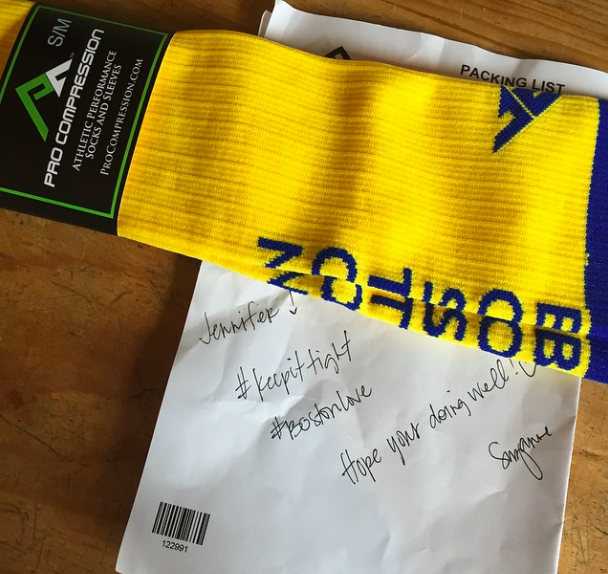 S/M
PRO COMPRESSION
ATHLETIC PERFORMANCE
SOCKS AND SLEEVES
PROCOMPRESSION.COM
PACKING LIST
BOSTON
Jennifer!
#keepittight
#Bostonlove
Hope your doing well!
Suzanne
122991